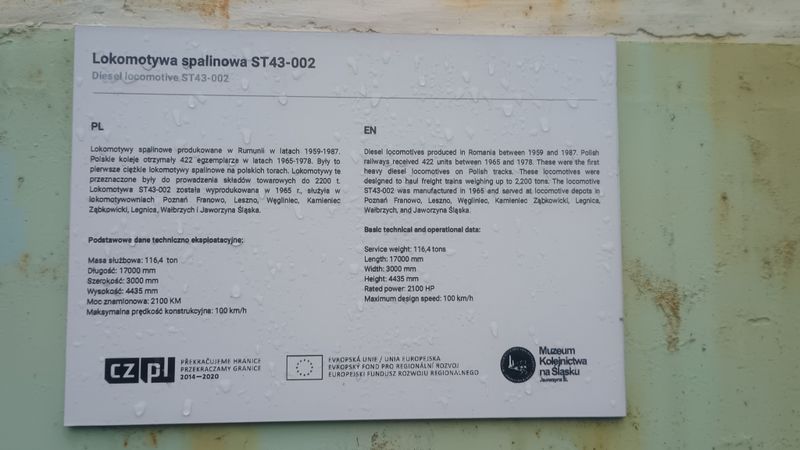 Lokomotywa spalinowa ST43-002
Diesel locomotive ST43-002
PL
Lokomotywy spalinowe produkowane w Rumunii w latach 1959-1987.
Polskie koleje otrzymały 422 egzemplarze w latach 1965-1978. Były to
pierwsze ciężkie lokomotywy spalinowe na polskich torach. Lokomotywy te
przeznaczone były do prowadzenia składów towarowych do 2200 t.
Lokomotywa ST43-002 została wyprodukowana w 1965 r., służyła w
lokomotywowniach Poznań Franowo, Leszno, Węgliniec, Kamieniec
Ząbkowicki, Legnica, Wałbrzych i Jaworzyna Śląska.
Podstawowe dane techniczno eksploatacyjne:
Masa służbowa: 116,4 ton
Długość: 17000 mm
Szerokość: 3000 mm
Wysokość: 4435 mm
Moc znamionowa: 2100 KM
Maksymalna prędkość konstrukcyjna: 100 km/h
EN
Diesel locomotives produced in Romania between 1959 and 1987. Polish
railways received 422 units between 1965 and 1978. These were the first
heavy diesel locomotives on Polish tracks. These locomotives were
designed to haul freight trains weighing up to 2,200 tons. The locomotive
ST43-002 was manufactured in 1965 and served at locomotive depots in
Poznań Franowo, Leszno, Węgliniec, Kamieniec Ząbkowicki, Legnica,
Wałbrzych, and Jaworzyna Śląska.
Basic technical and operational data:
Service weight: 116,4 tons
Length: 17000 mm
Width: 3000 mm
Height: 4435 mm
Rated power: 2100 HP
Maximum design speed: 100 km/h
cz pl
PŘEKRAČUJEME HRANICE
PRZEKRACZAMY GRANICE
2014—2020
EVROPSKÁ UNIE / UNIA EUROPEJSKA
EVROPSKÝ FOND PRO REGIONÁLNÍ ROZVOJ
EUROPEJSKI FUNDUSZ ROZWOJU REGIONALNEGO
Muzeum
Kolejnictwa
na Śląsku
Jaworzyna Śl.